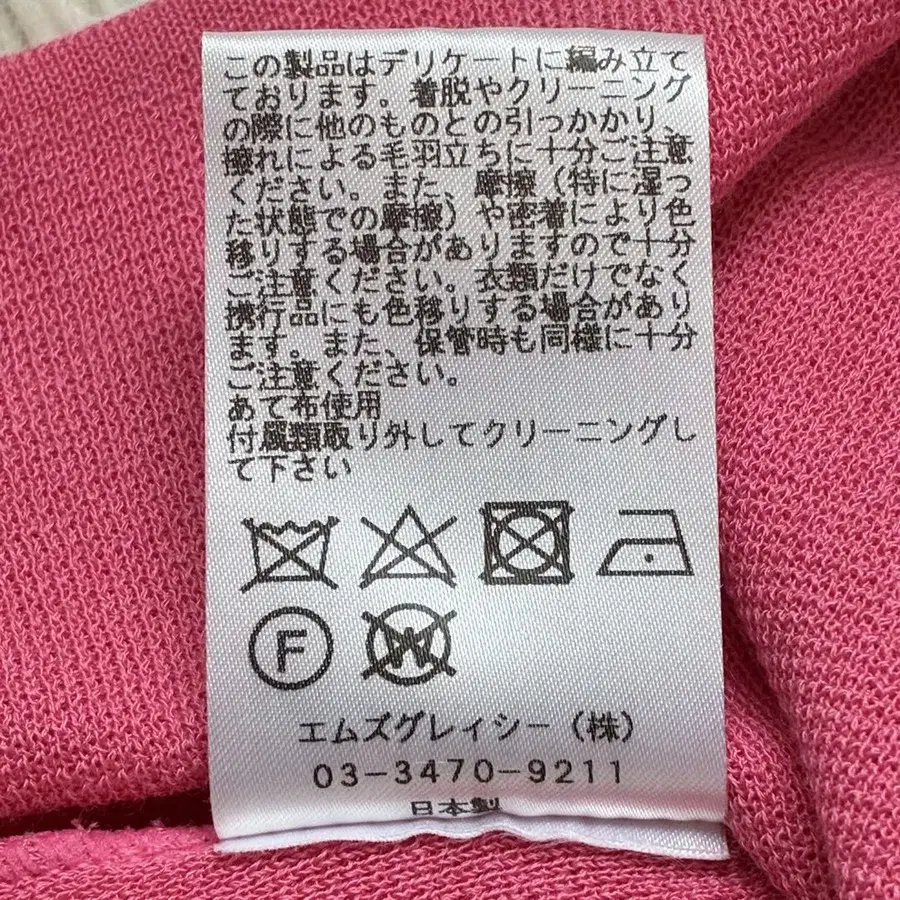 この製品はデリケートに編み立て
ております。着脱やクリーニング
の際に他のものとの引っかかり、
擦れによる毛羽立ちに十分ご注意
ください。また、摩擦(特に湿っ
た状態での摩擦)や密着により色
移りする場合がありますので十分
ご注意ください。衣類だけでなく
携行品にも色移りする場合があり
ます。また、保管時も同様に十分
ご注意ください。
あて布使用
付属類取り外してクリーニングし
て下さい
F
W
エムズグレイシー(株)
03-3470-9211
日本製